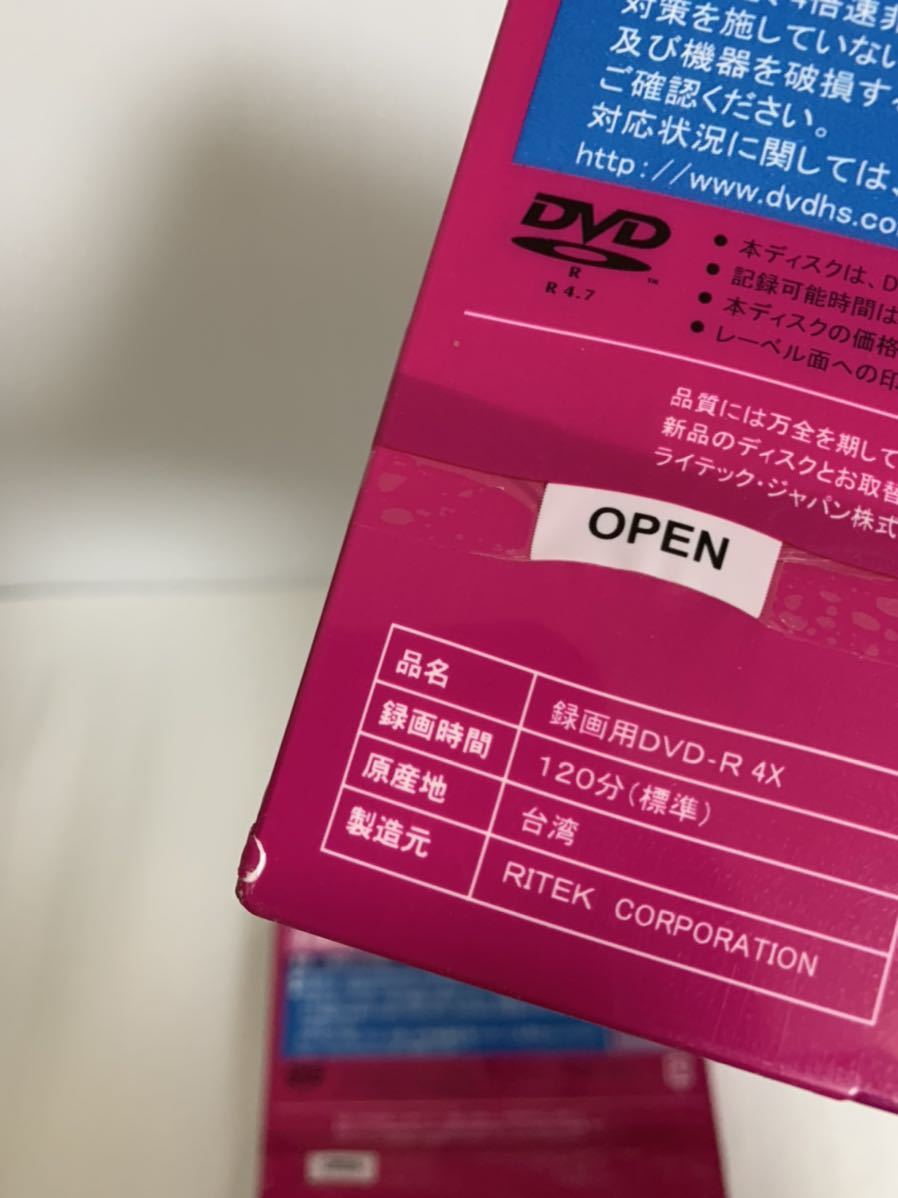 対策を施していない
及び機器を破損す
ご確認ください。
対応状況に関しては、
http://www.dvdhs.co
DVD
R
R 4.7
● 本ディスクは、D
● 記録可能時間は
● 本ディスクの価格
● レーベル面への印
品質には万全を期して
新品のディスクとお取替
ライテック・ジャパン株式
OPEN
品名 録画用DVD-R 4X
録画時間 120分(標準)
原産地 台湾
製造元 RITEK CORPORATION